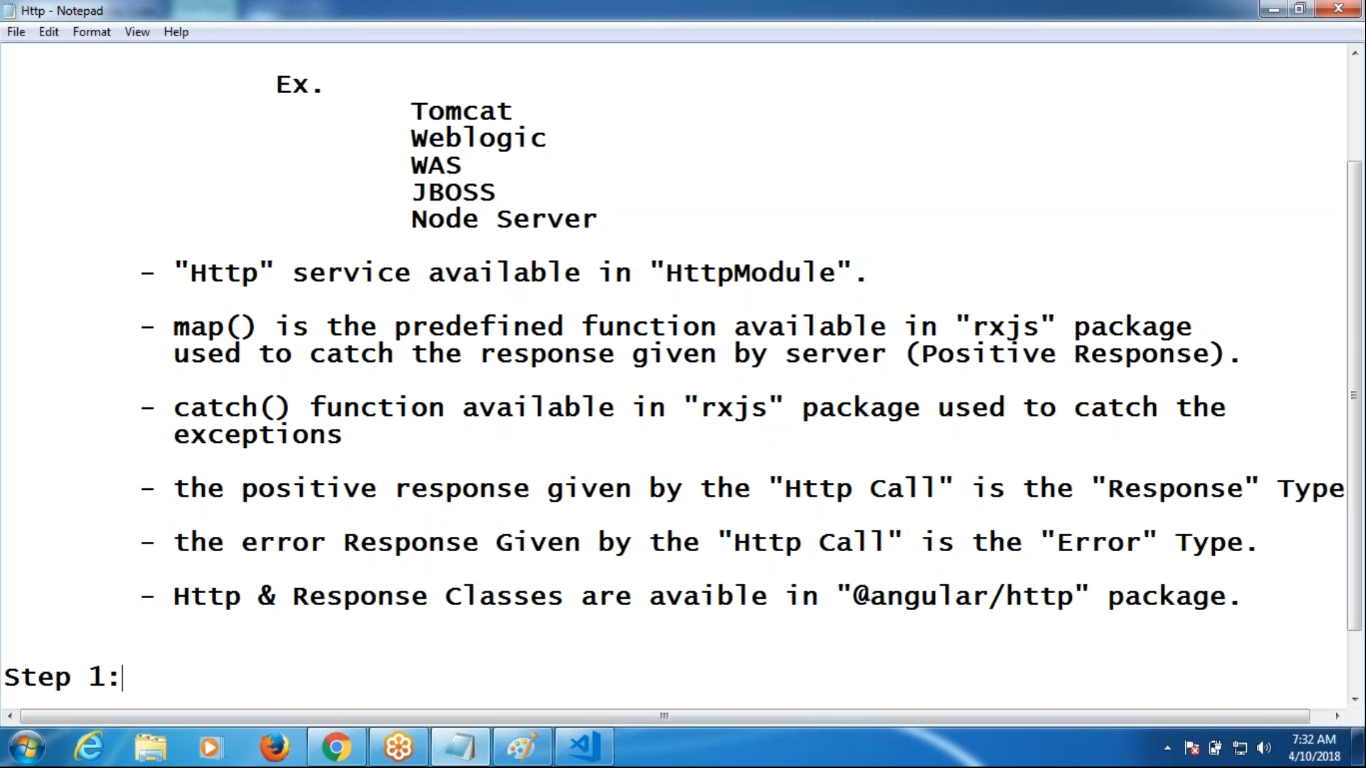 Http - Notepad
File Edit Format View Help
Ex.
Tomcat
Weblogic
WAS
JBOSS
Node Server
- "Http" service available in "HttpModule".
- map() is the predefined function available in "rxjs" package
used to catch the response given by server (Positive Response).
- catch() function available in "rxjs" package used to catch the
exceptions
- the positive response given by the "Http Call" is the "Response" Type
- the error Response Given by the "Http Call" is the "Error" Type.
- Http & Response Classes are avaible in "@angular/http" package.
Step 1:
7:32 AM
4/10/2018